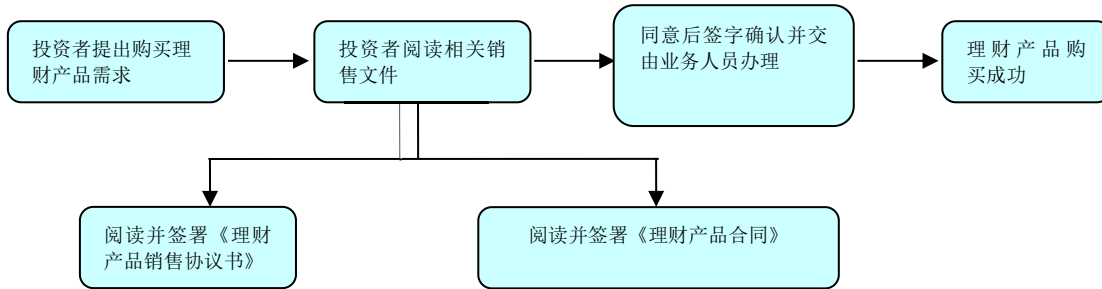 投资者提出购买理
财产品需求
投资者阅读相关销
售文件
同意后签字确认并交
由业务人员办理
理财产品购
买成功
阅读并签署《理财
产品销售协议书》
阅读并签署《理财产品合同》